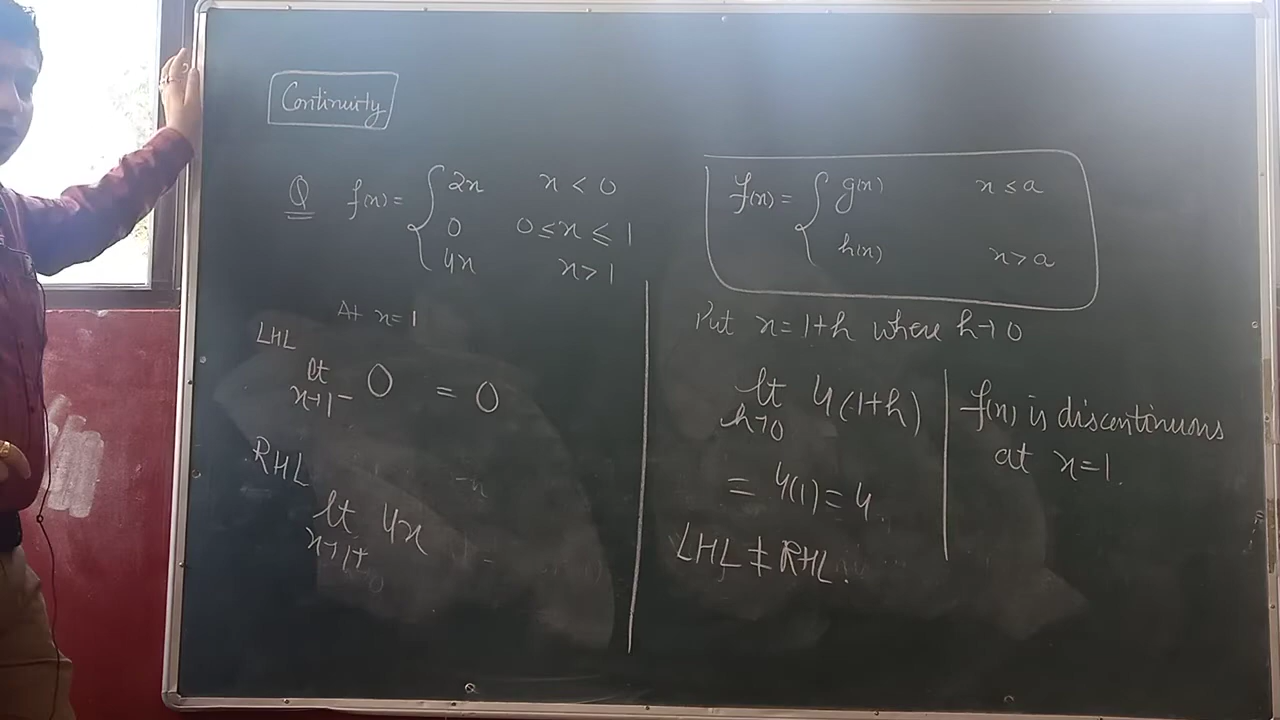 Continuity
Q f(x) = { 2x x < 0
0 0 ≤ x ≤ 1
4x x > 1
At x = 1
LHL
lt x→1⁻ 0 = 0
RHL
lt x→1+ 4x
f(x) = { g(x) x ≤ a
h(x) x > a
Put x = 1+h where h→0
lt h→0 4(1+h)
= 4(1) = 4
LHL ≠ RHL.
f(x) is discontinuous
at x=1.